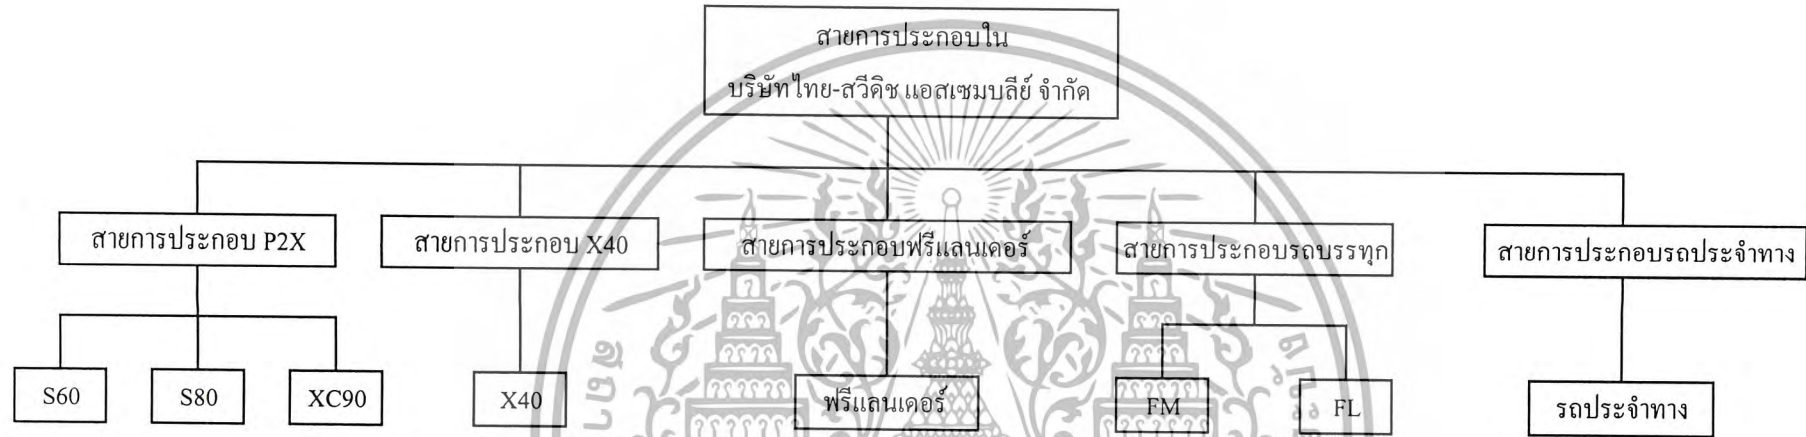 สายการประกอบใน
บริษัทไทย-สวีดิช แอสเซมบลีย์ จำกัด
สายการประกอบ P2X
สายการประกอบ X40
สายการประกอบฟรีแลนเดอร์
สายการประกอบรถบรรทุก
สายการประกอบรถประจำทาง
S60
S80
XC90
X40
ฟรีแลนเดอร์
FM
FL
รถประจำทาง